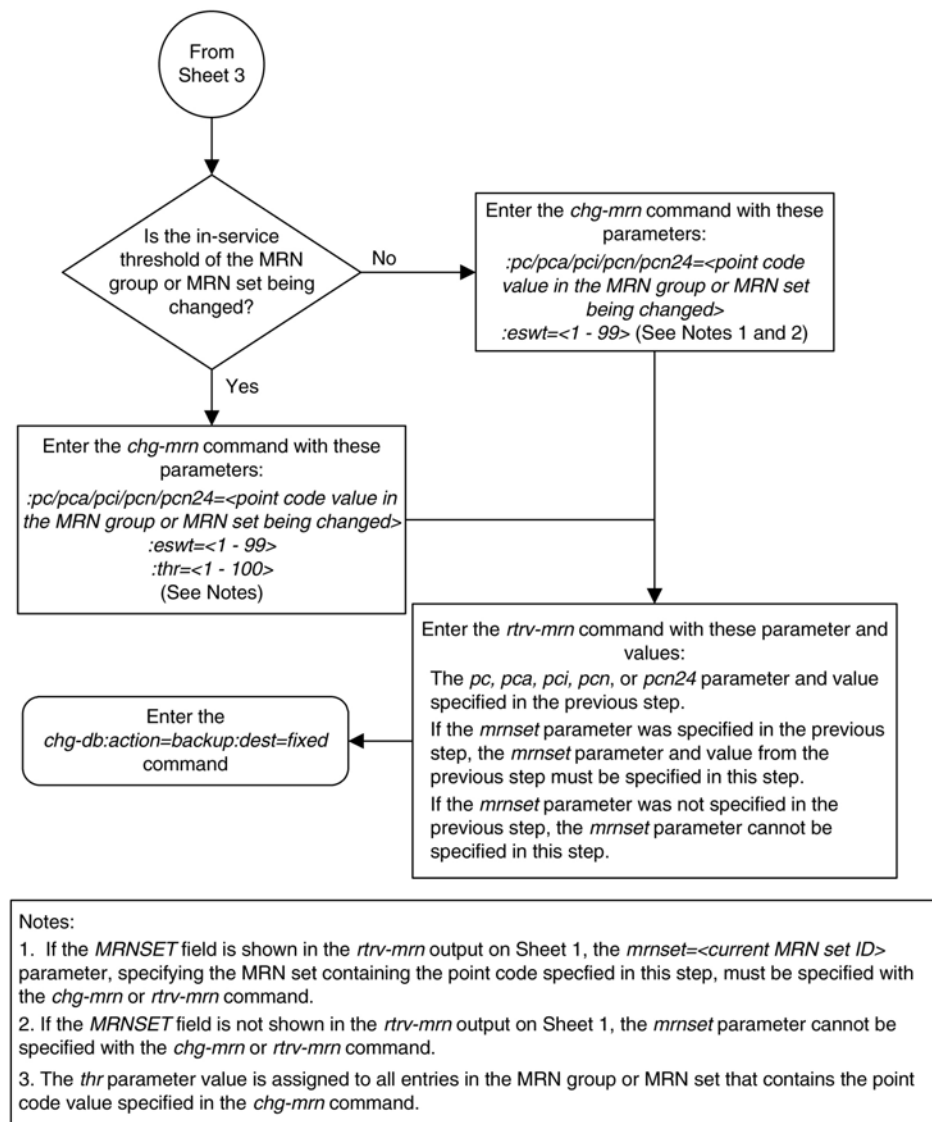 From
Sheet 3
Is the in-service
threshold of the MRN
group or MRN set being
changed?
No
Enter the chg-mrn command with these
parameters:
:pc/pca/pci/pcn/pcn24=<point code
value in the MRN group or MRN set
being changed>
:eswt=<1 - 99> (See Notes 1 and 2)
Yes
Enter the chg-mrn command with these
parameters:
:pc/pca/pci/pcn/pcn24=<point code value in
the MRN group or MRN set being changed>
:eswt=<1 - 99>
:thr=<1 - 100>
(See Notes)
Enter the rtrv-mrn command with these parameter and
values:
The pc, pca, pci, pcn, or pcn24 parameter and value
specified in the previous step.
If the mrnset parameter was specified in the previous
step, the mrnset parameter and value from the
previous step must be specified in this step.
If the mrnset parameter was not specified in the
previous step, the mrnset parameter cannot be
specified in this step.
Enter the
chg-db:action=backup:dest=fixed
command
Notes:
1. If the MRNSET field is shown in the rtrv-mrn output on Sheet 1, the mrnset=<current MRN set ID>
parameter, specifying the MRN set containing the point code specfied in this step, must be specified with
the chg-mrn or rtrv-mrn command.
2. If the MRNSET field is not shown in the rtrv-mrn output on Sheet 1, the mrnset parameter cannot be
specified with the chg-mrn or rtrv-mrn command.
3. The thr parameter value is assigned to all entries in the MRN group or MRN set that contains the point
code value specified in the chg-mrn command.